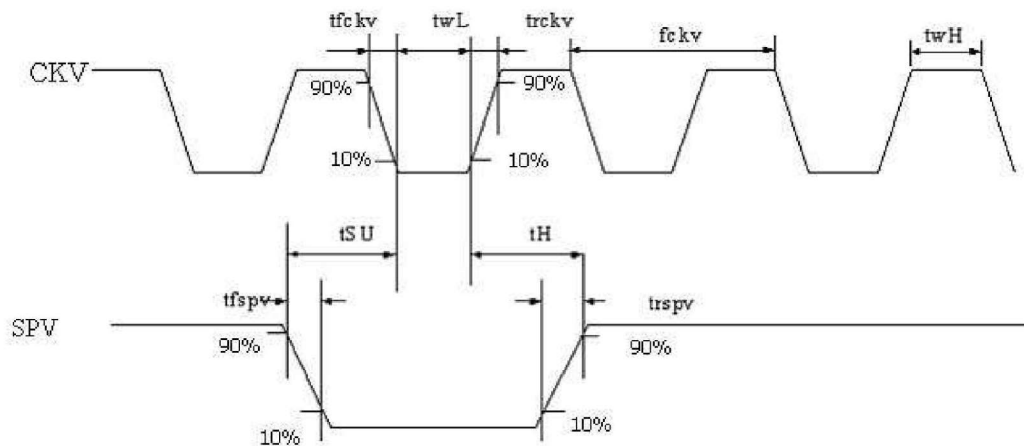 tfckv twL trckv fckv twH
CKV
90% 90%
10% 10%
tSU tH
tfspv trspv
SPV
90% 90%
10% 10%